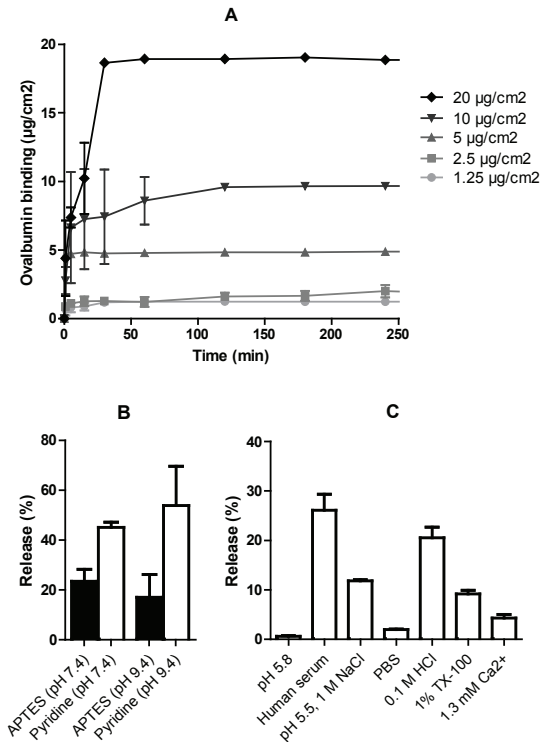 A
20
15
10
5
0
Ovalbumin binding (µg/cm2)
0 50 100 150 200 250
Time (min)
20 µg/cm2
10 µg/cm2
5 µg/cm2
2.5 µg/cm2
1.25 µg/cm2
B
80
60
40
20
0
Release (%)
APTES (pH 7.4)
Pyridine (pH 7.4)
APTES (pH 9.4)
Pyridine (pH 9.4)
C
40
30
20
10
0
Release (%)
pH 5.8
Human serum
pH 5.5, 1 M NaCl
PBS
0.1 M HCl
1% TX-100
1.3 mM Ca2+